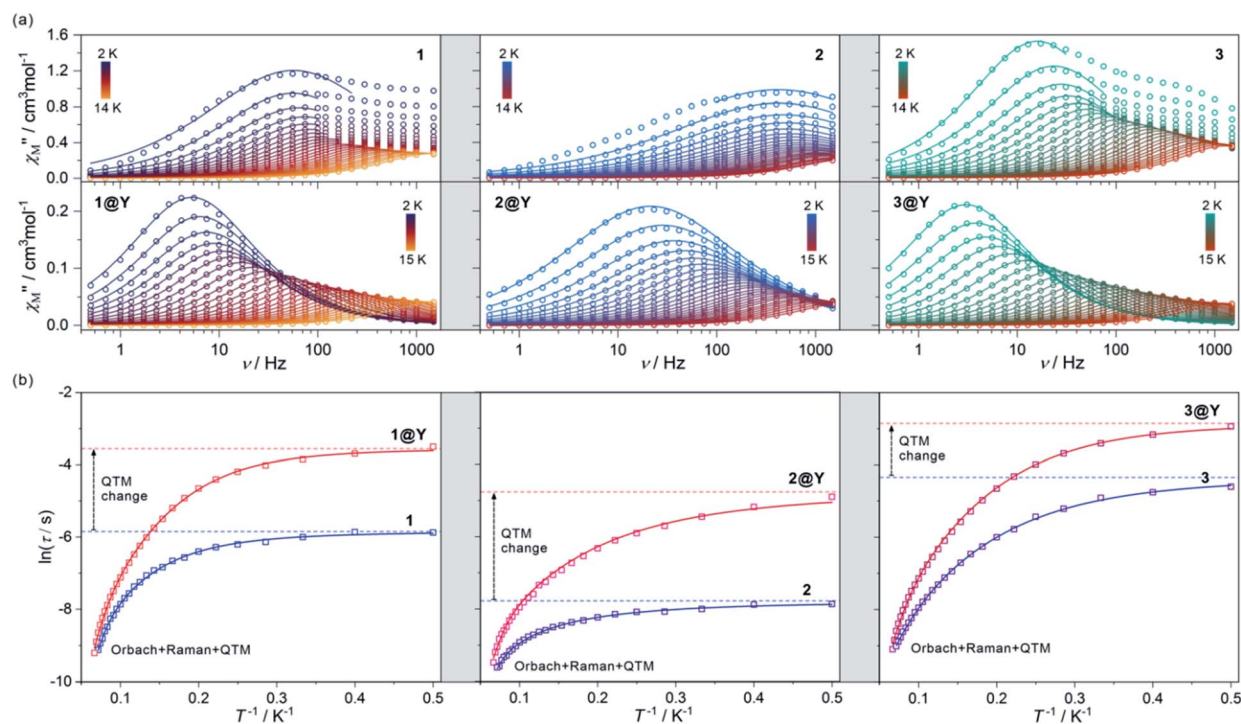 (a)
1.6
1.2
0.8
0.4
0.0
χM'' / cm3mol-1
2 K
14 K
1
2 K
14 K
2
2 K
14 K
3
0.2
0.1
0.0
χM'' / cm3mol-1
1@Y
2 K
15 K
2@Y
2 K
15 K
3@Y
2 K
15 K
1 10 100 1000
1 10 100 1000
1 10 100 1000
ν / Hz
ν / Hz
ν / Hz
(b)
-2
-4
-6
-8
-10
ln(τ / s)
1@Y
QTM
change
1
Orbach+Raman+QTM
2@Y
QTM
change
2
Orbach+Raman+QTM
3@Y
QTM
change
3
Orbach+Raman+QTM
0.1 0.2 0.3 0.4 0.5
0.1 0.2 0.3 0.4 0.5
0.1 0.2 0.3 0.4 0.5
T-1 / K-1
T-1 / K-1
T-1 / K-1